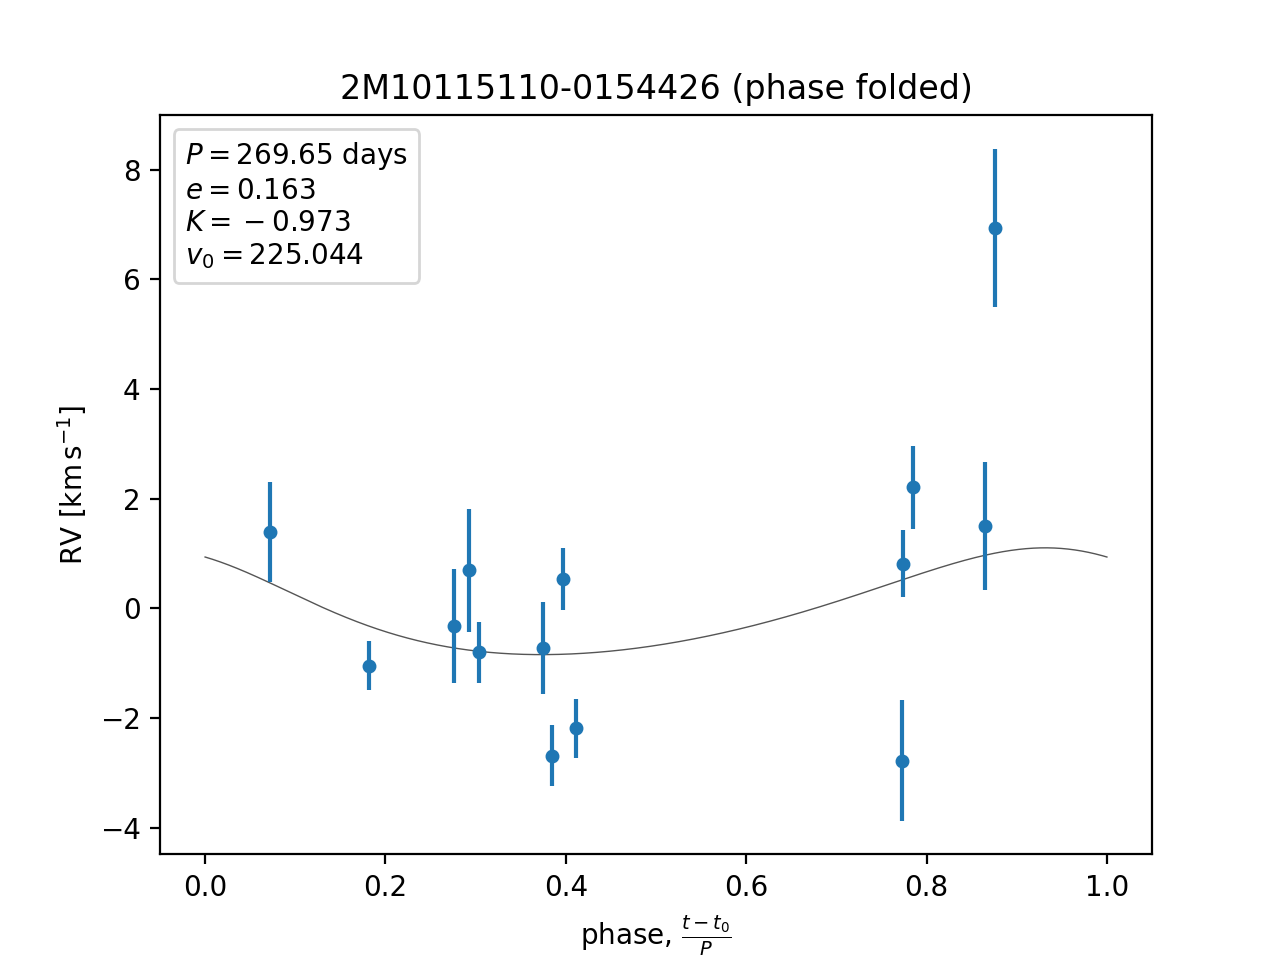 2M10115110-0154426 (phase folded)
P = 269.65 days
e = 0.163
K = −0.973
v₀ = 225.044
8
6
4
2
0
−2
−4
RV [km s⁻¹]
0.0 0.2 0.4 0.6 0.8 1.0
phase, (t − t₀)/P